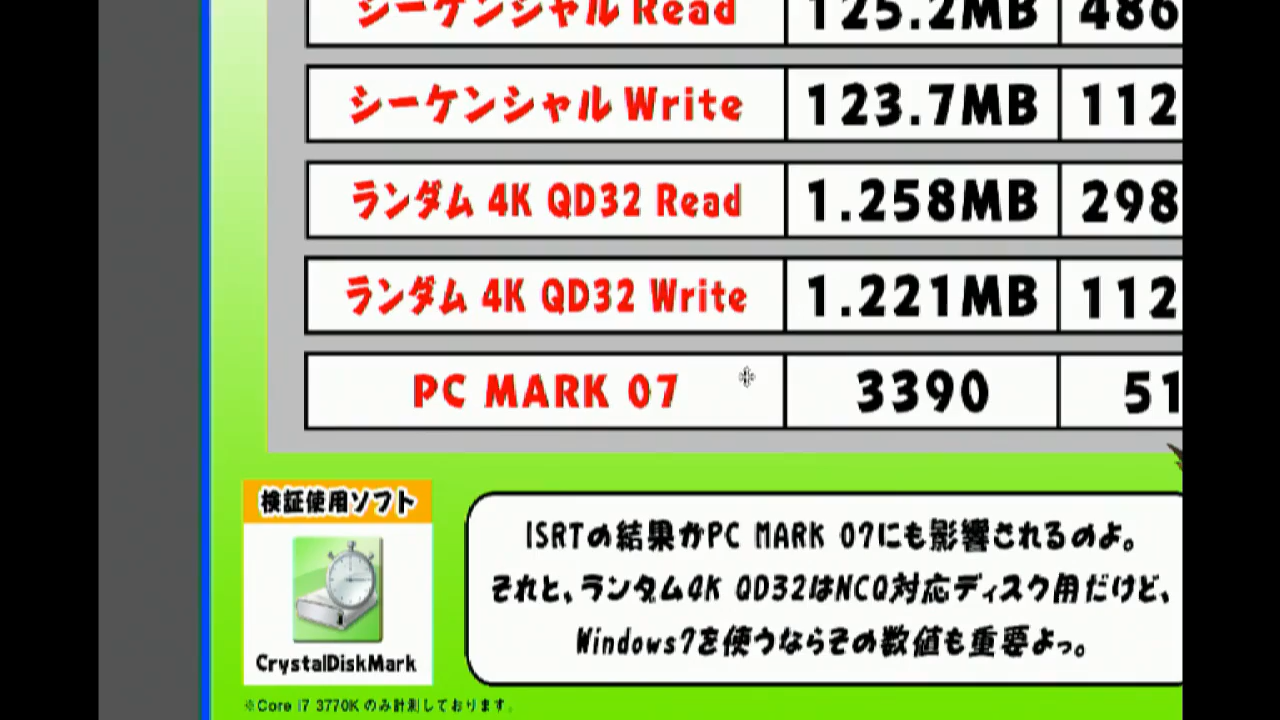 シーケンシャル Read 125.2MB 486
シーケンシャル Write 123.7MB 112
ランダム 4K QD32 Read 1.258MB 298
ランダム 4K QD32 Write 1.221MB 112
PC MARK 07 3390 51
検証使用ソフト
CrystalDiskMark
ISRTの結果がPC MARK 07にも影響されるのよ。
それと、ランダム4K QD32はNCQ対応ディスク用だけど、
Windows7を使うならその数値も重要よっ。
※Core i7 3770K のみ計測しております。